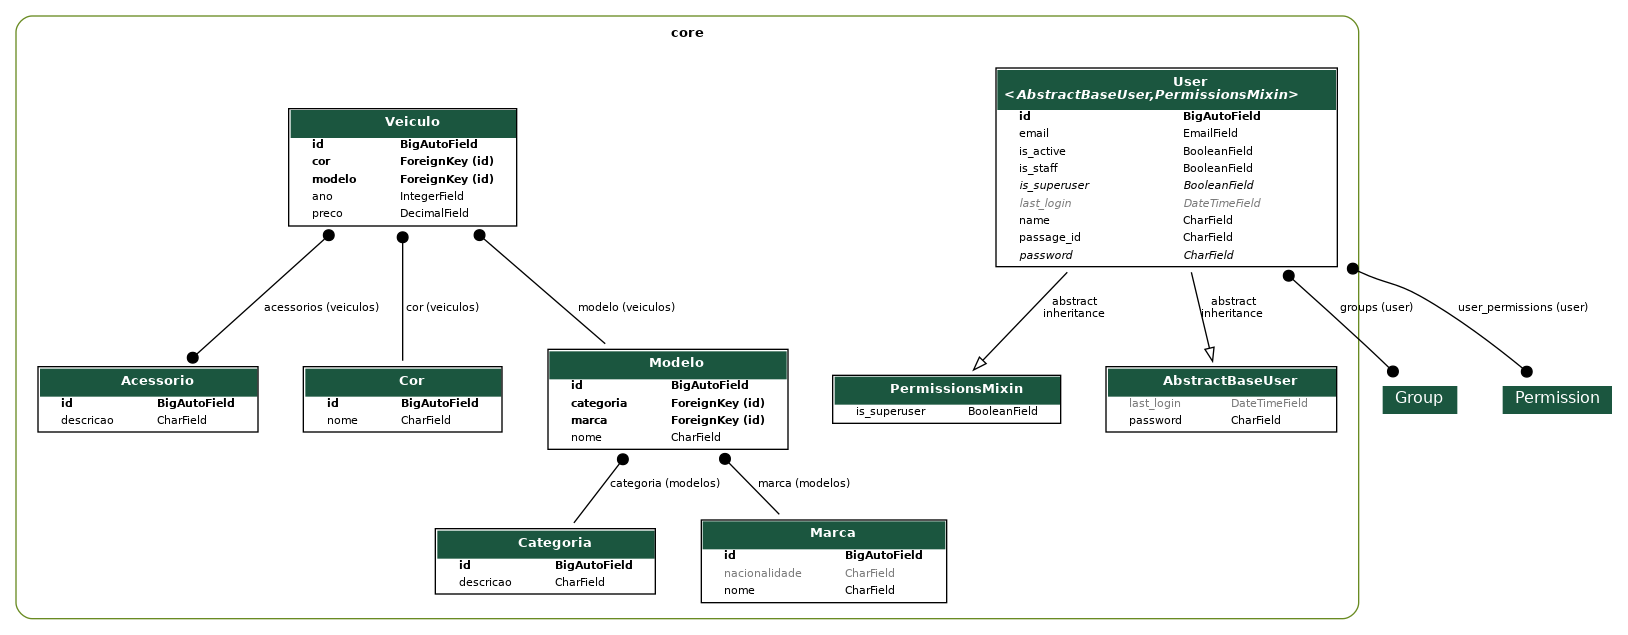 core
User
<AbstractBaseUser,PermissionsMixin>
id BigAutoField
email EmailField
is_active BooleanField
is_staff BooleanField
is_superuser BooleanField
last_login DateTimeField
name CharField
passage_id CharField
password CharField
Veiculo
id BigAutoField
cor ForeignKey (id)
modelo ForeignKey (id)
ano IntegerField
preco DecimalField
acessorios (veiculos)
cor (veiculos)
modelo (veiculos)
abstract
inheritance
abstract
inheritance
groups (user)
user_permissions (user)
Acessorio
id BigAutoField
descricao CharField
Cor
id BigAutoField
nome CharField
Modelo
id BigAutoField
categoria ForeignKey (id)
marca ForeignKey (id)
nome CharField
PermissionsMixin
is_superuser BooleanField
AbstractBaseUser
last_login DateTimeField
password CharField
Group
Permission
categoria (modelos)
marca (modelos)
Categoria
id BigAutoField
descricao CharField
Marca
id BigAutoField
nacionalidade CharField
nome CharField